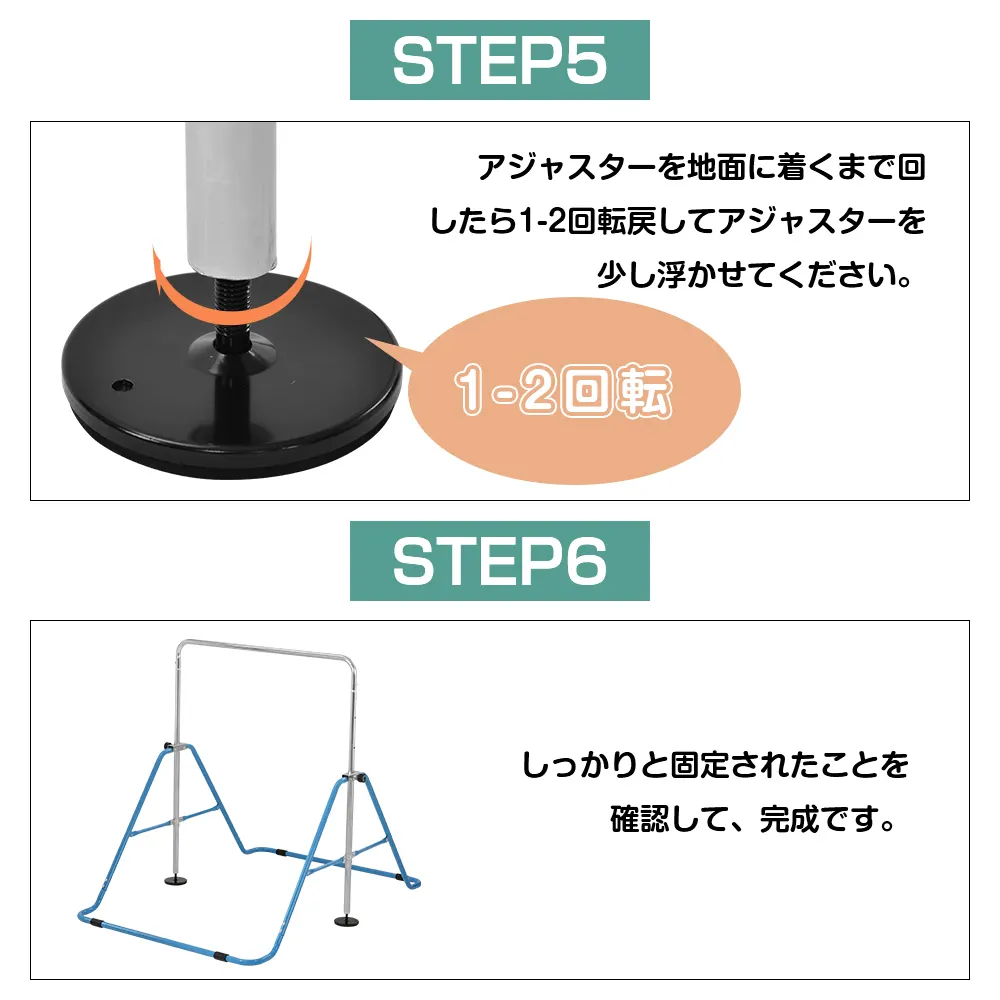 STEP5
アジャスターを地面に着くまで回
したら1-2回転戻してアジャスターを
少し浮かせてください。
1-2回転
STEP6
しっかりと固定されたことを
確認して、完成です。